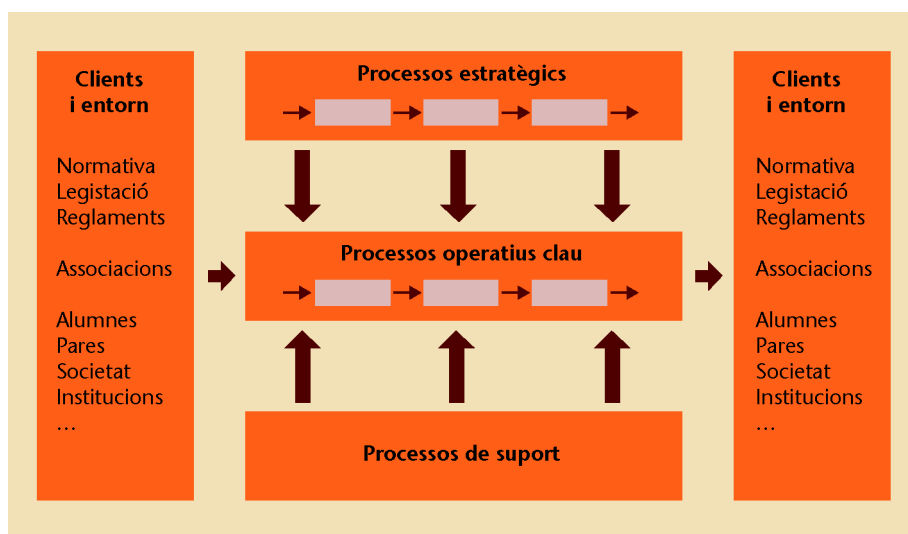 Clients
i entorn
Normativa
Legistació
Reglaments
Associacions
Alumnes
Pares
Societat
Institucions
…
Processos estratègics
Processos operatius clau
Processos de suport
Clients
i entorn
Normativa
Legistació
Reglaments
Associacions
Alumnes
Pares
Societat
Institucions
…